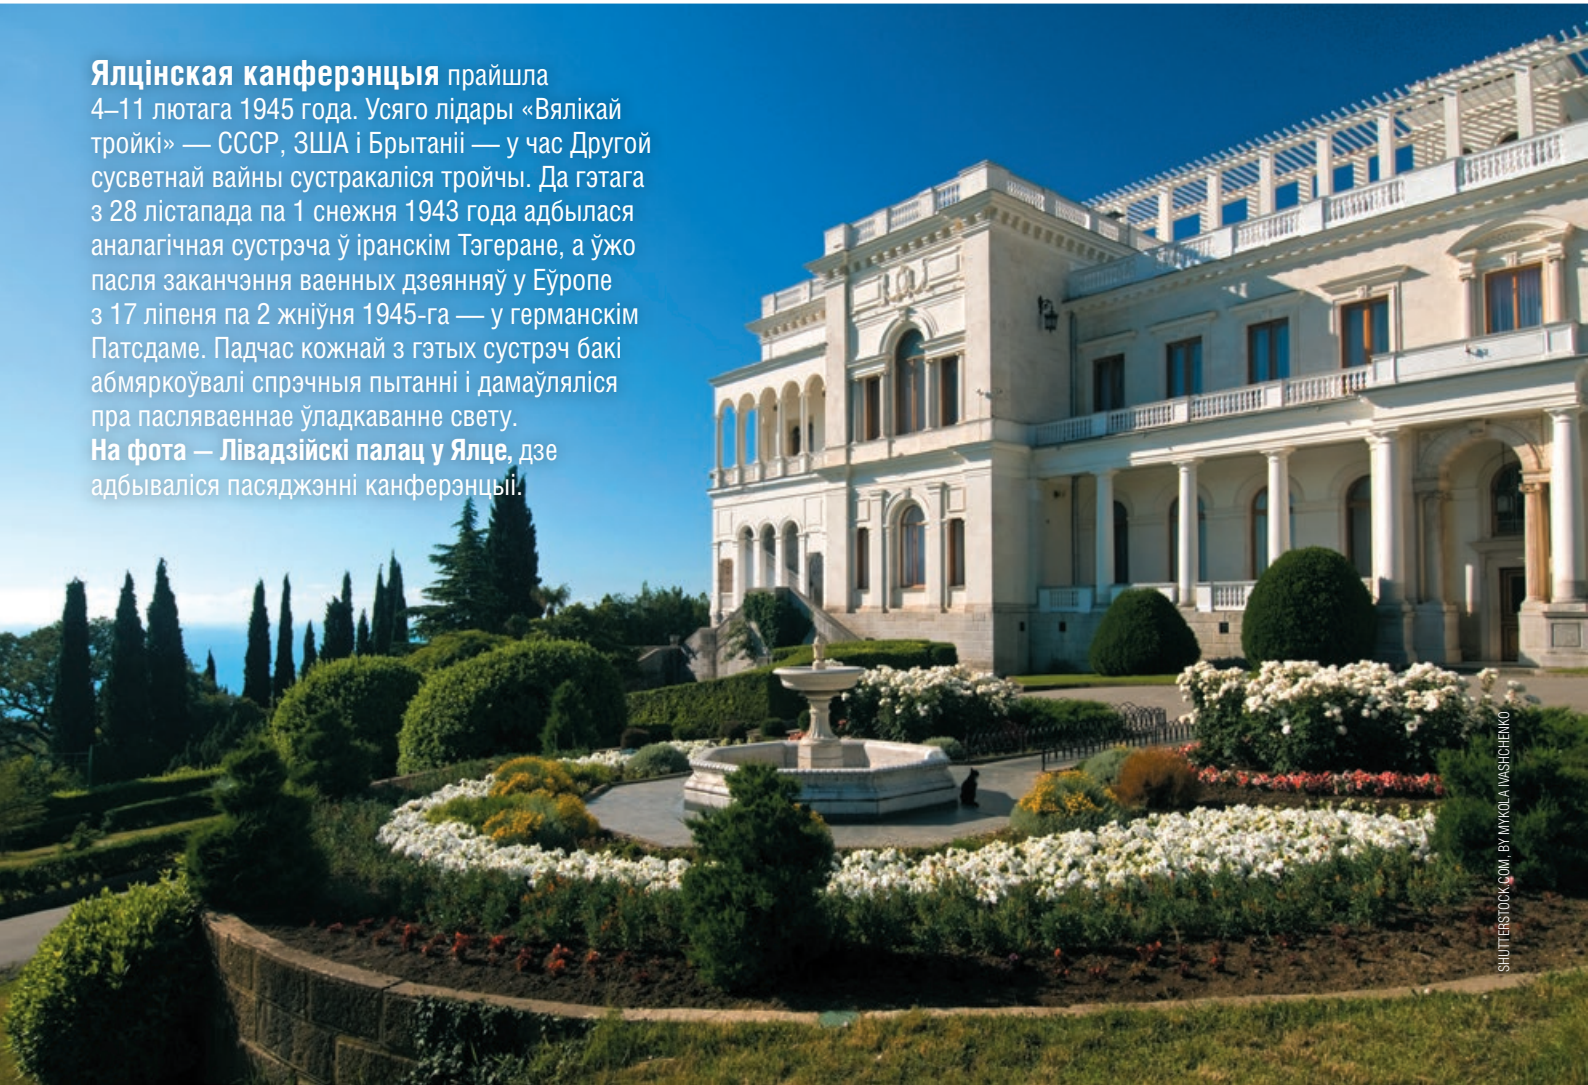 Ялцінская канферэнцыя прайшла
4–11 лютага 1945 года. Усяго лідары «Вялікай
тройкі» — СССР, ЗША і Брытаніі — у час Другой
сусветнай вайны сустракаліся тройчы. Да гэтага
з 28 лістапада па 1 снежня 1943 года адбылася
аналагічная сустрэча ў іранскім Тэгеране, а ўжо
пасля заканчэння ваенных дзеянняў у Еўропе
з 17 ліпеня па 2 жніўня 1945-га — у германскім
Патсдаме. Падчас кожнай з гэтых сустрэч бакі
абмяркоўвалі спрэчныя пытанні і дамаўляліся
пра пасляваеннае ўладкаванне свету.
На фота — Лівадзійскі палац у Ялце, дзе
адбываліся пасяджэнні канферэнцыі.
SHUTTERSTOCK.COM, BY MYKOLA IVASHCHENKO